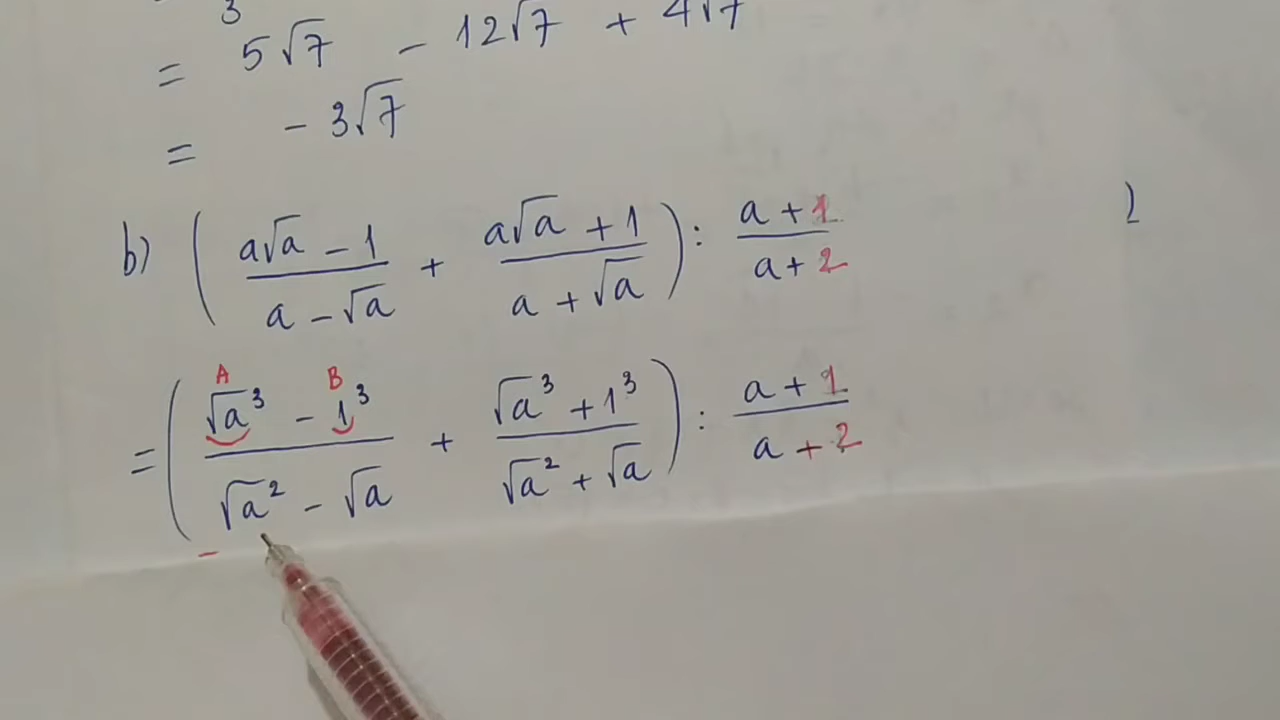 3
= 5√7 - 12√7 + 4√7
= - 3√7
b) ( (a√a - 1)/(a - √a) + (a√a + 1)/(a + √a) ) : (a + 1)/(a + 2)
A B
= ( (√a³ - 1³)/(√a² - √a) + (√a³ + 1³)/(√a² + √a) ) : (a + 1)/(a + 2)